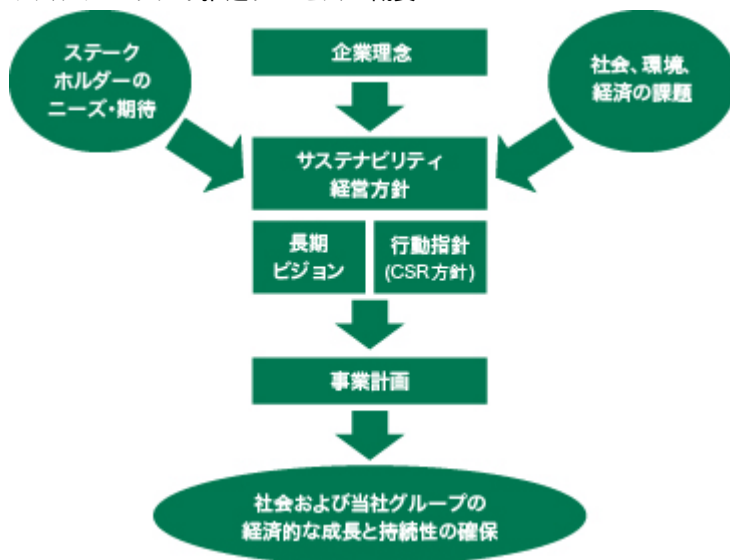 ステーク
ホルダーの
ニーズ・期待
企業理念
社会、環境、
経済の課題
サステナビリティ
経営方針
長期
ビジョン
行動指針
(CSR方針)
事業計画
社会および当社グループの
経済的な成長と持続性の確保